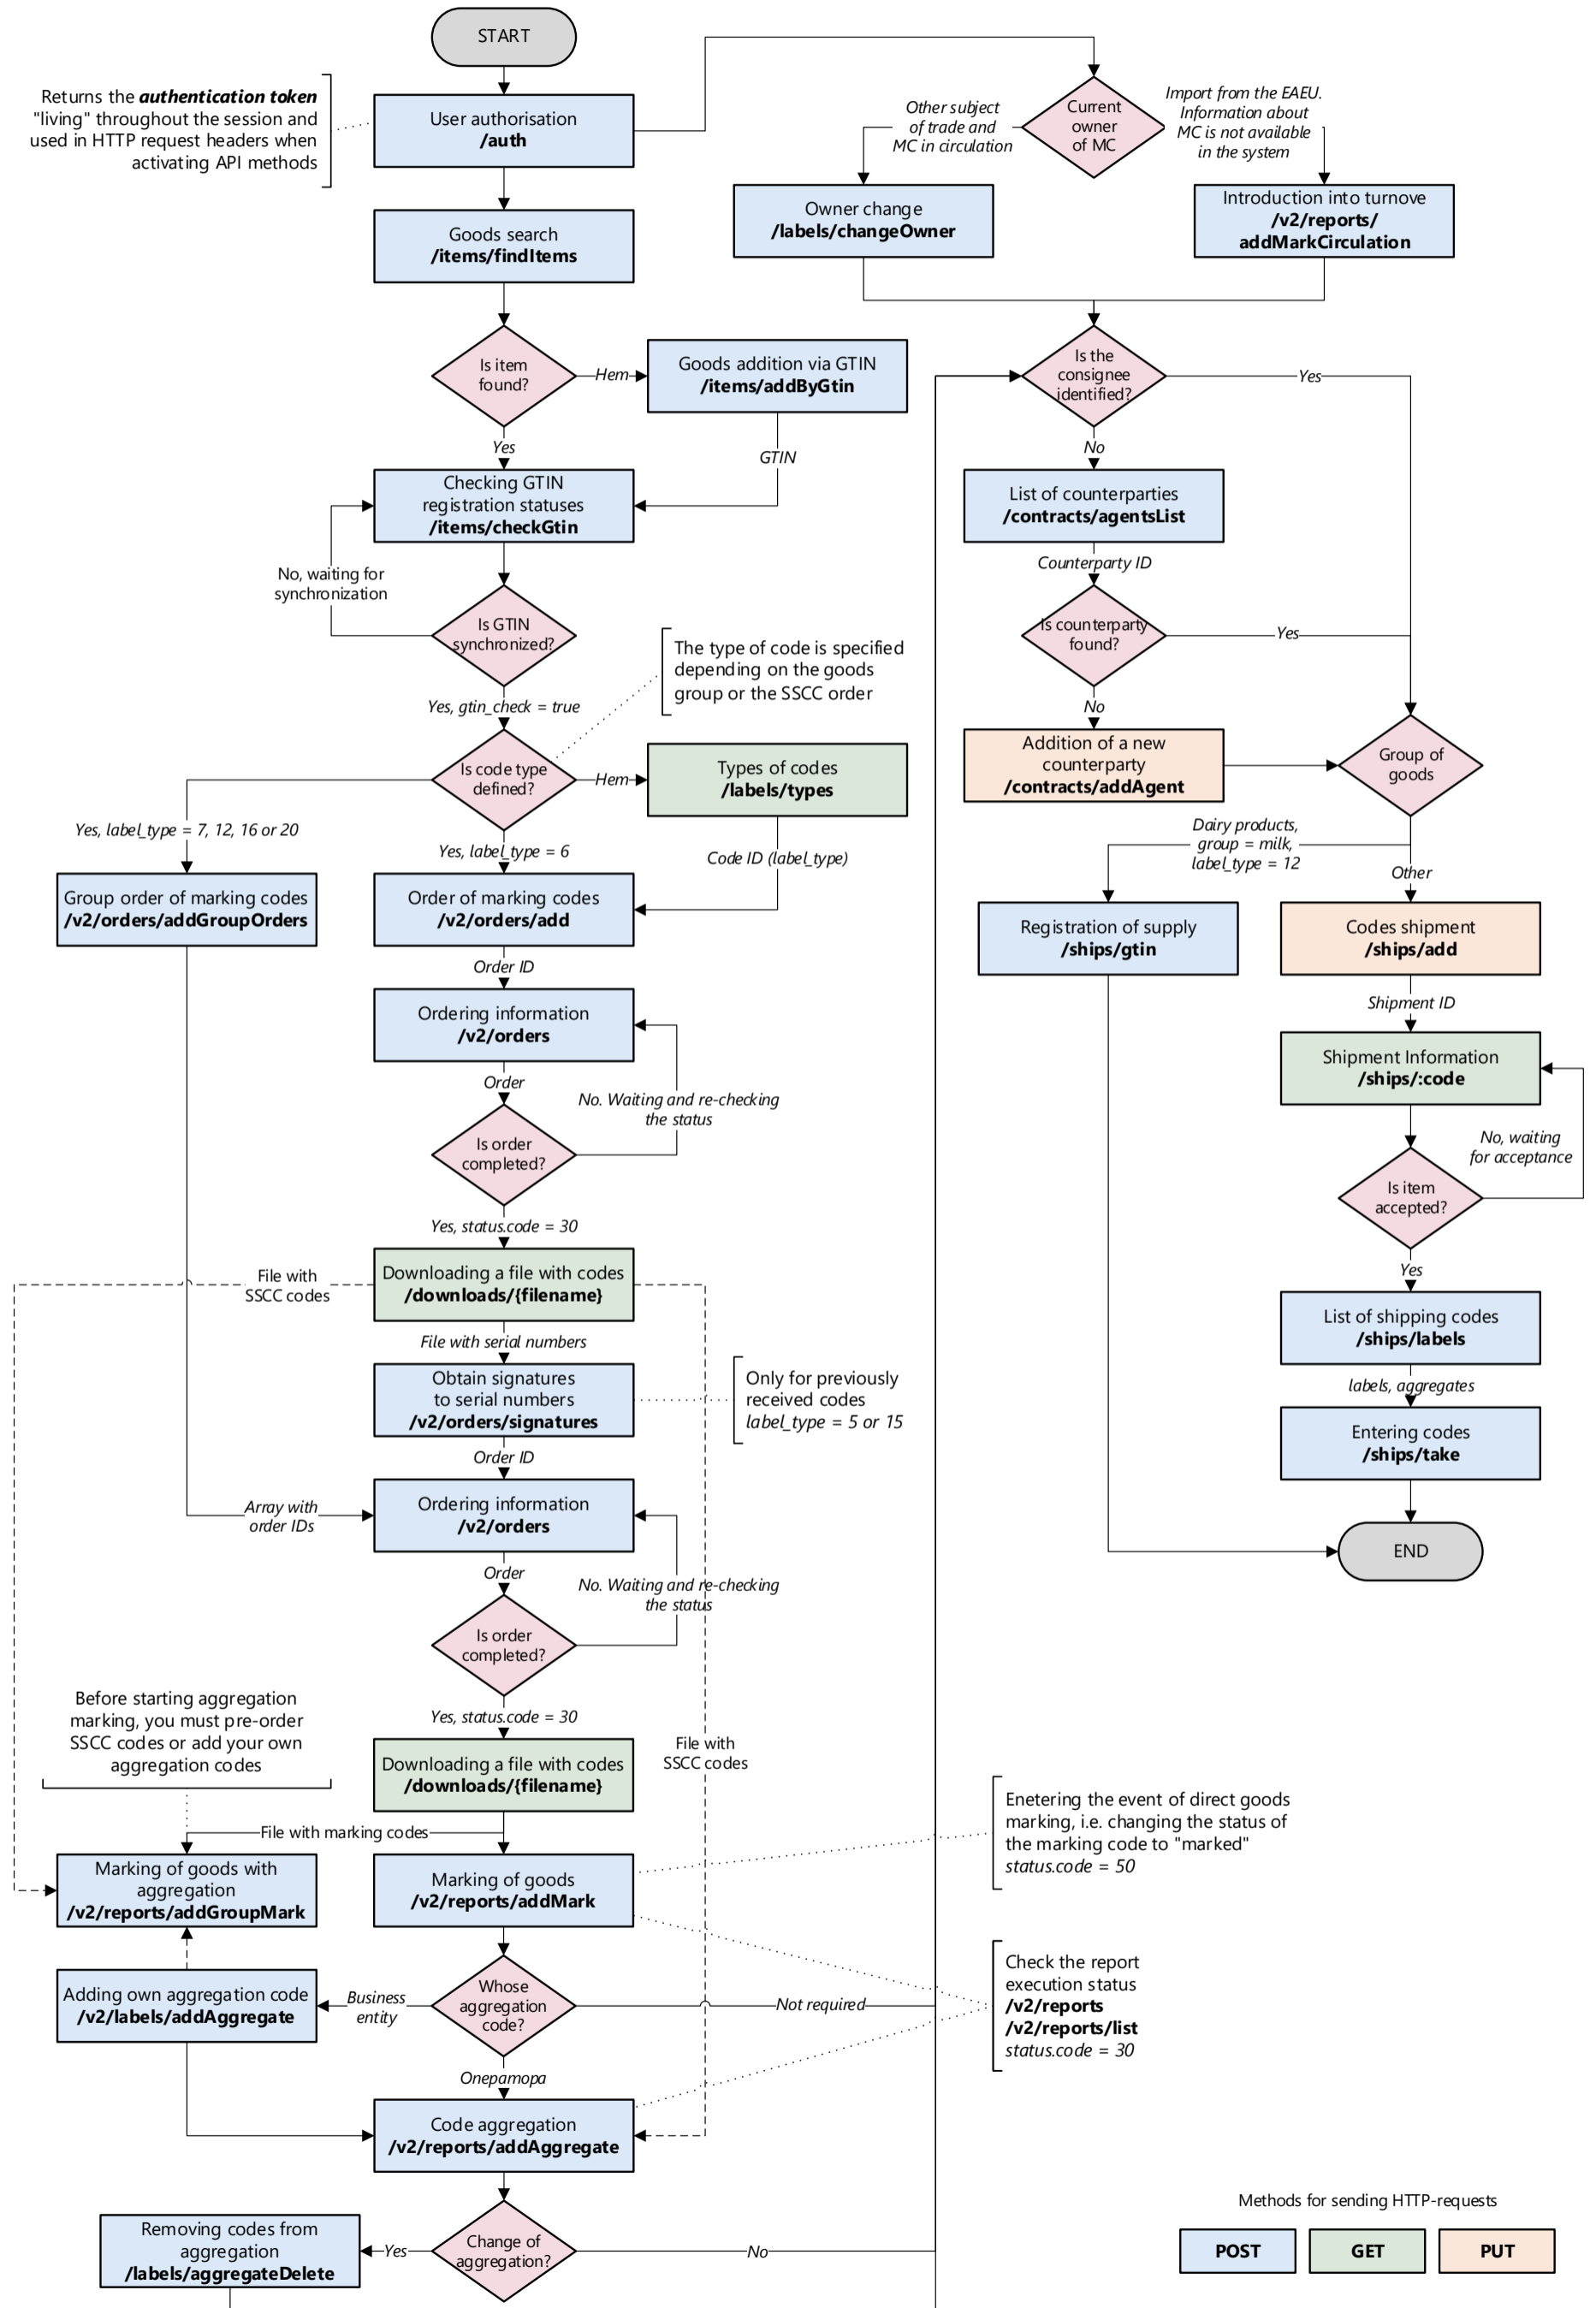 START
Returns the authentication token
"living" throughout the session and
used in HTTP request headers when
activating API methods
User authorisation
/auth
Current
owner
of MC
Other subject
of trade and
MC in circulation
Import from the EAEU.
Information about
MC is not available
in the system
Goods search
/items/findItems
Owner change
/labels/changeOwner
Introduction into turnove
/v2/reports/
addMarkCirculation
Is item
found?
Нет
Goods addition via GTIN
/items/addByGtin
Yes
GTIN
Is the
consignee
identified?
Yes
No
Checking GTIN
registration statuses
/items/checkGtin
No, waiting for
synchronization
List of counterparties
/contracts/agentsList
Counterparty ID
Is GTIN
synchronized?
Is counterparty
found?
Yes
No
The type of code is specified
depending on the goods
group or the SSCC order
Yes, gtin_check = true
Is code type
defined?
Нет
Types of codes
/labels/types
Addition of a new
counterparty
/contracts/addAgent
Group of
goods
Yes, label_type = 7, 12, 16 or 20
Yes, label_type = 6
Code ID (label_type)
Dairy products,
group = milk,
label_type = 12
Other
Group order of marking codes
/v2/orders/addGroupOrders
Order of marking codes
/v2/orders/add
Registration of supply
/ships/gtin
Codes shipment
/ships/add
Order ID
Shipment ID
Ordering information
/v2/orders
Shipment Information
/ships/:code
Order
No. Waiting and re-checking
the status
No, waiting
for acceptance
Is order
completed?
Is item
accepted?
Yes, status.code = 30
Yes
File with
SSCC codes
Downloading a file with codes
/downloads/{filename}
List of shipping codes
/ships/labels
File with serial numbers
labels, aggregates
Obtain signatures
to serial numbers
/v2/orders/signatures
Only for previously
received codes
label_type = 5 or 15
Entering codes
/ships/take
Order ID
Array with
order IDs
Ordering information
/v2/orders
END
Order
No. Waiting and re-checking
the status
Is order
completed?
Before starting aggregation
marking, you must pre-order
SSCC codes or add your own
aggregation codes
Yes, status.code = 30
Downloading a file with codes
/downloads/{filename}
File with
SSCC codes
File with marking codes
Enetering the event of direct goods
marking, i.e. changing the status of
the marking code to "marked"
status.code = 50
Marking of goods with
aggregation
/v2/reports/addGroupMark
Marking of goods
/v2/reports/addMark
Check the report
execution status
/v2/reports
/v2/reports/list
status.code = 30
Adding own aggregation code
/v2/labels/addAggregate
Business
entity
Whose
aggregation
code?
Not required
Оператора
Code aggregation
/v2/reports/addAggregate
Removing codes from
aggregation
/labels/aggregateDelete
Yes
Change of
aggregation?
No
Methods for sending HTTP-requests
POST
GET
PUT